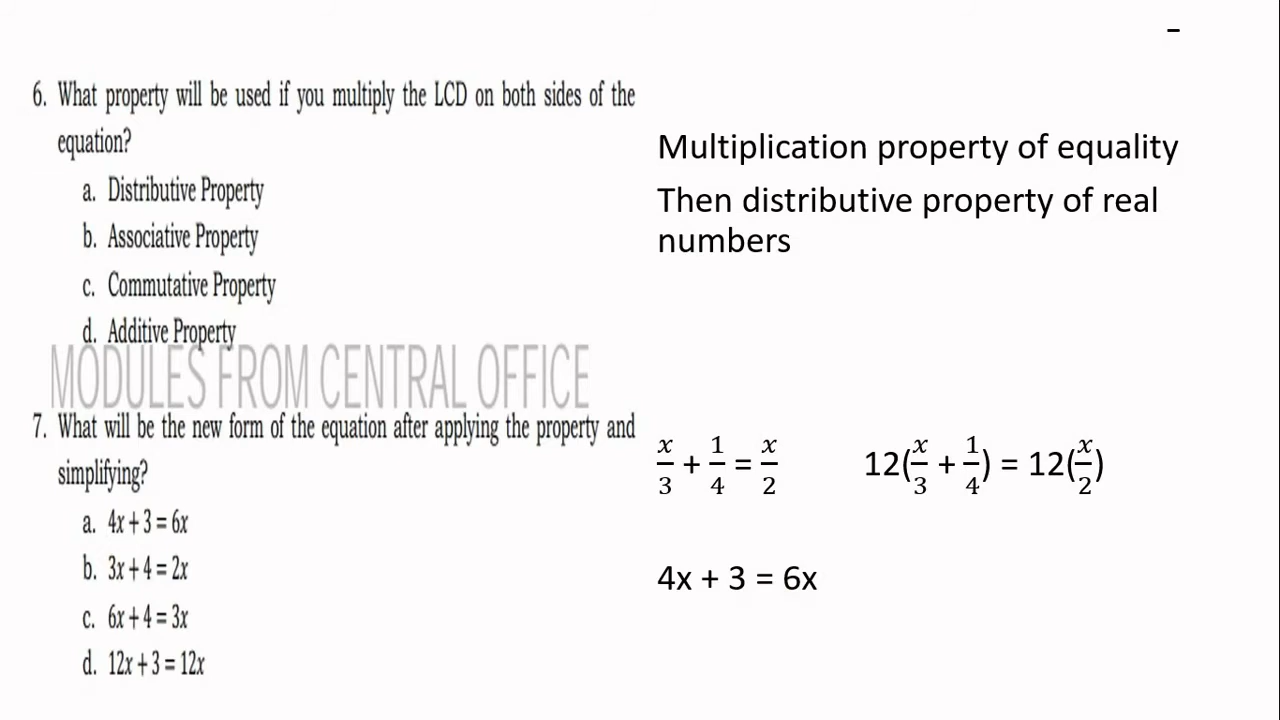 6. What property will be used if you multiply the LCD on both sides of the
equation?
a. Distributive Property
b. Associative Property
c. Commutative Property
d. Additive Property
MODULES FROM CENTRAL OFFICE
7. What will be the new form of the equation after applying the property and
simplifying?
a. 4x + 3 = 6x
b. 3x + 4 = 2x
c. 6x + 4 = 3x
d. 12x + 3 = 12x
Multiplication property of equality
Then distributive property of real
numbers
x/3 + 1/4 = x/2
12(x/3 + 1/4) = 12(x/2)
4x + 3 = 6x